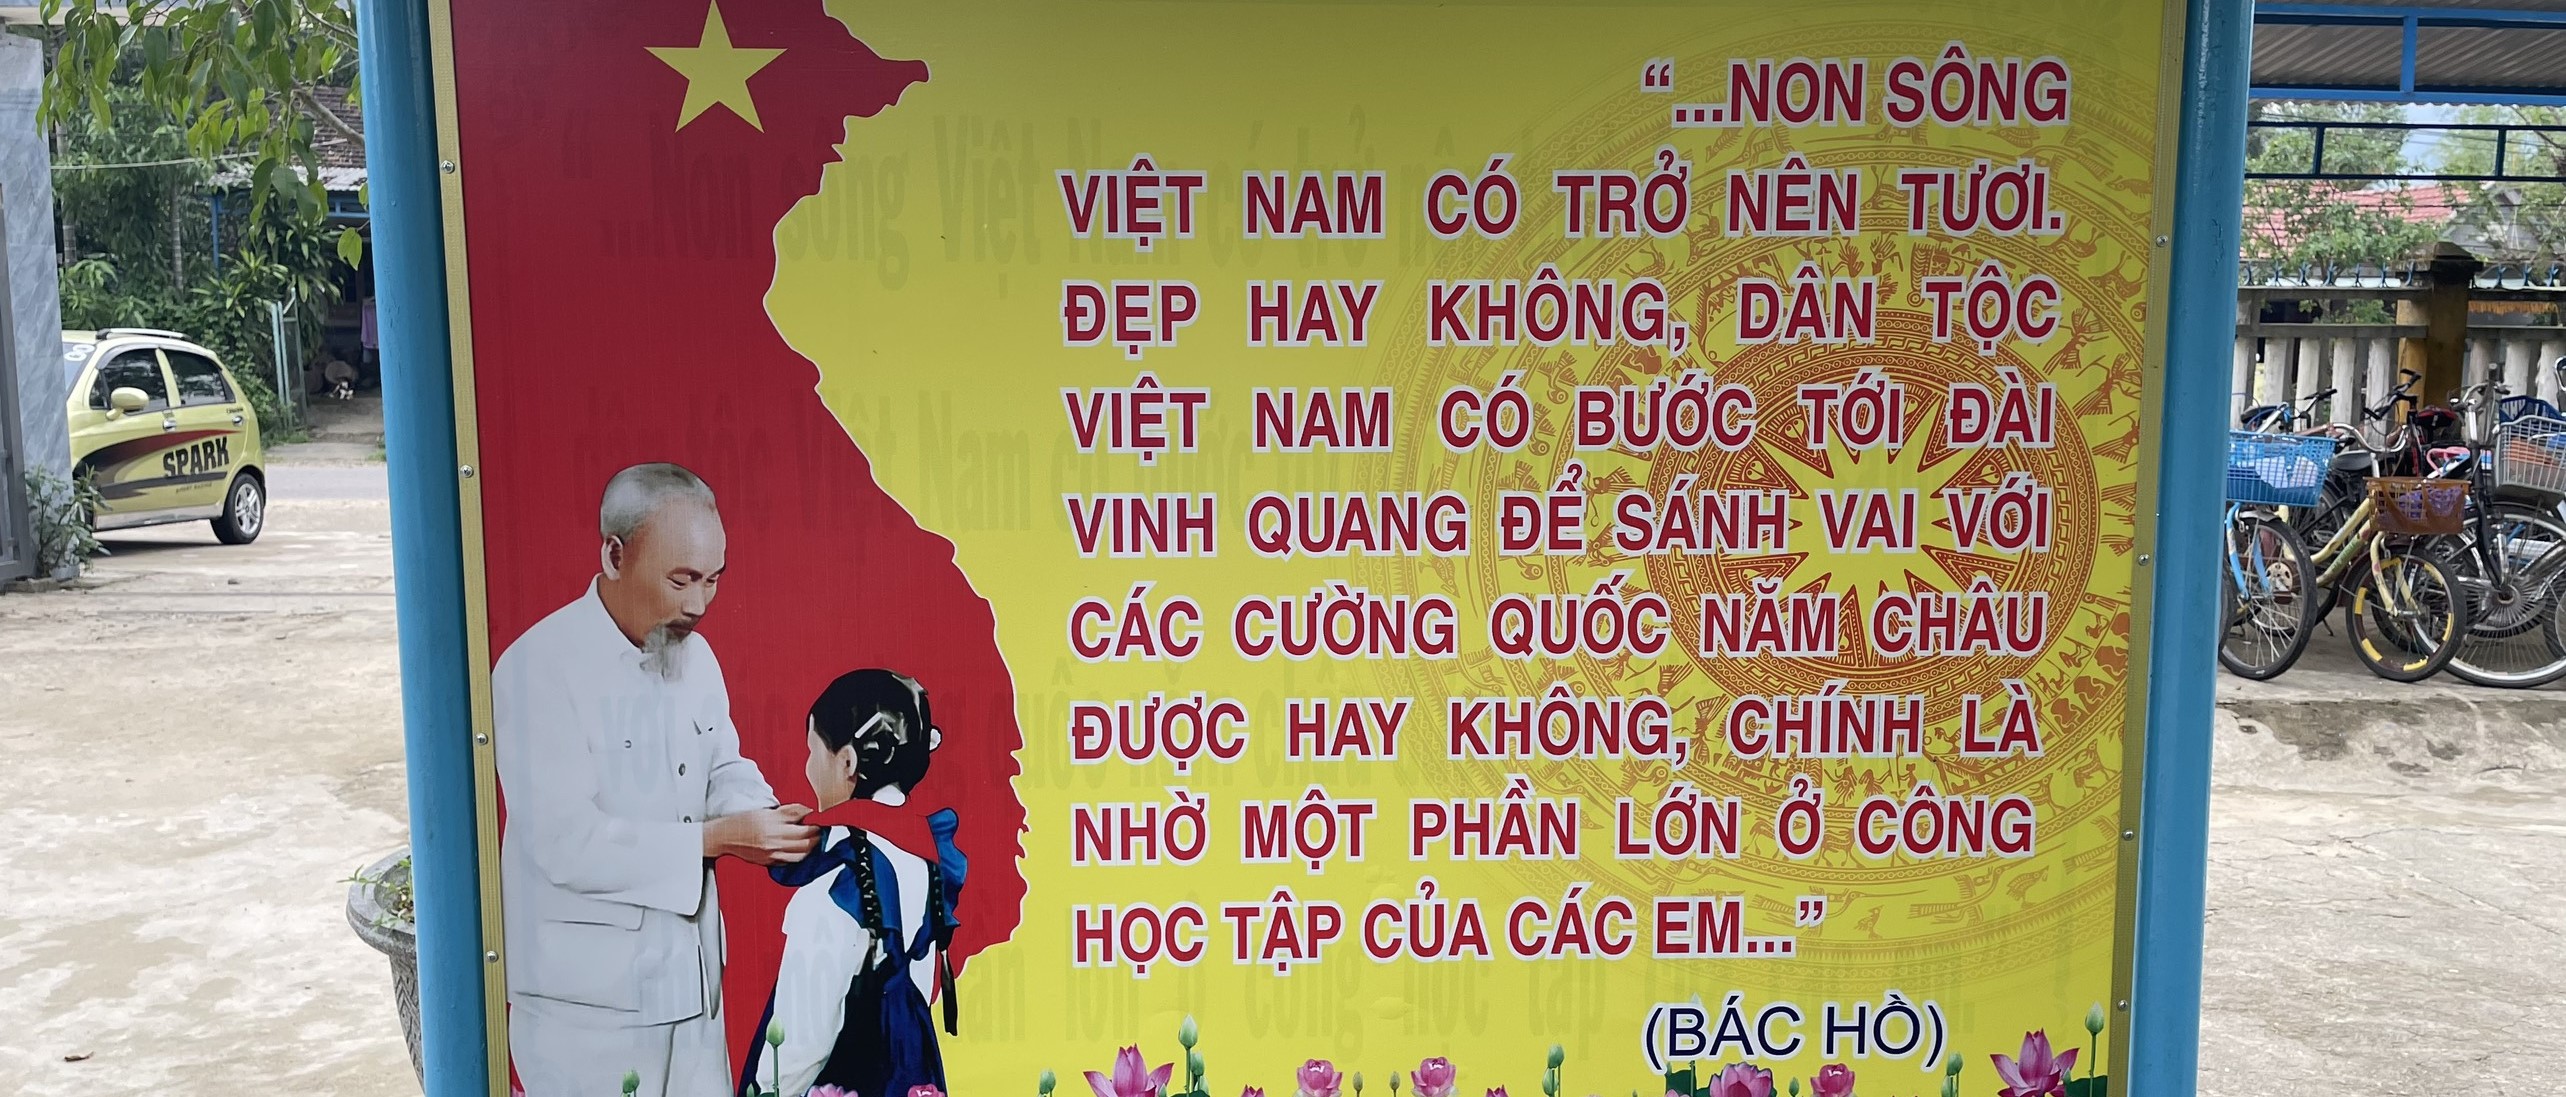 “...NON SÔNG
VIỆT NAM CÓ TRỞ NÊN TƯƠI.
ĐẸP HAY KHÔNG, DÂN TỘC
VIỆT NAM CÓ BƯỚC TỚI ĐÀI
VINH QUANG ĐỂ SÁNH VAI VỚI
CÁC CƯỜNG QUỐC NĂM CHÂU
ĐƯỢC HAY KHÔNG, CHÍNH LÀ
NHỜ MỘT PHẦN LỚN Ở CÔNG
HỌC TẬP CỦA CÁC EM...”
(BÁC HỒ)
SPARK